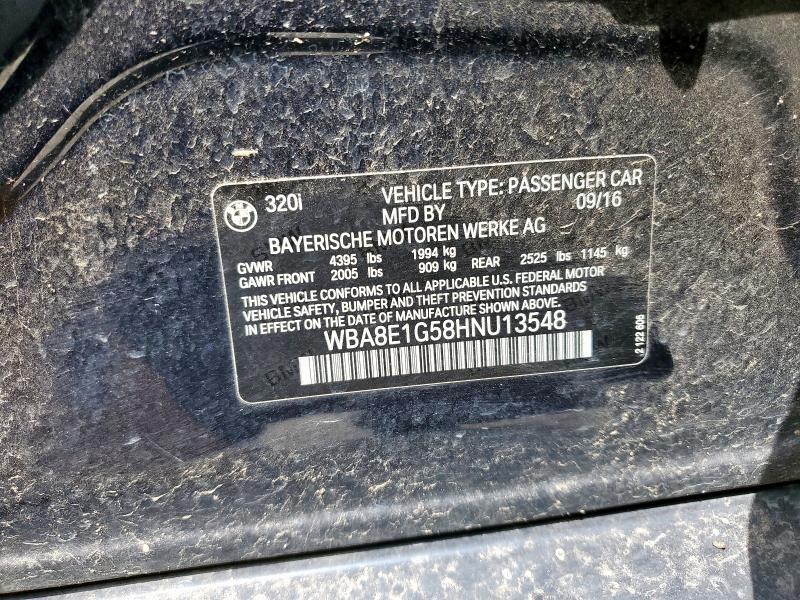 320i VEHICLE TYPE: PASSENGER CAR
MFD BY 09/16
BAYERISCHE MOTOREN WERKE AG
GVWR 4395 lbs 1994 kg
GAWR FRONT 2005 lbs 909 kg REAR 2525 lbs 1145 kg
THIS VEHICLE CONFORMS TO ALL APPLICABLE U.S. FEDERAL MOTOR
VEHICLE SAFETY, BUMPER AND THEFT PREVENTION STANDARDS
IN EFFECT ON THE DATE OF MANUFACTURE SHOWN ABOVE.
WBA8E1G58HNU13548
2 122 606